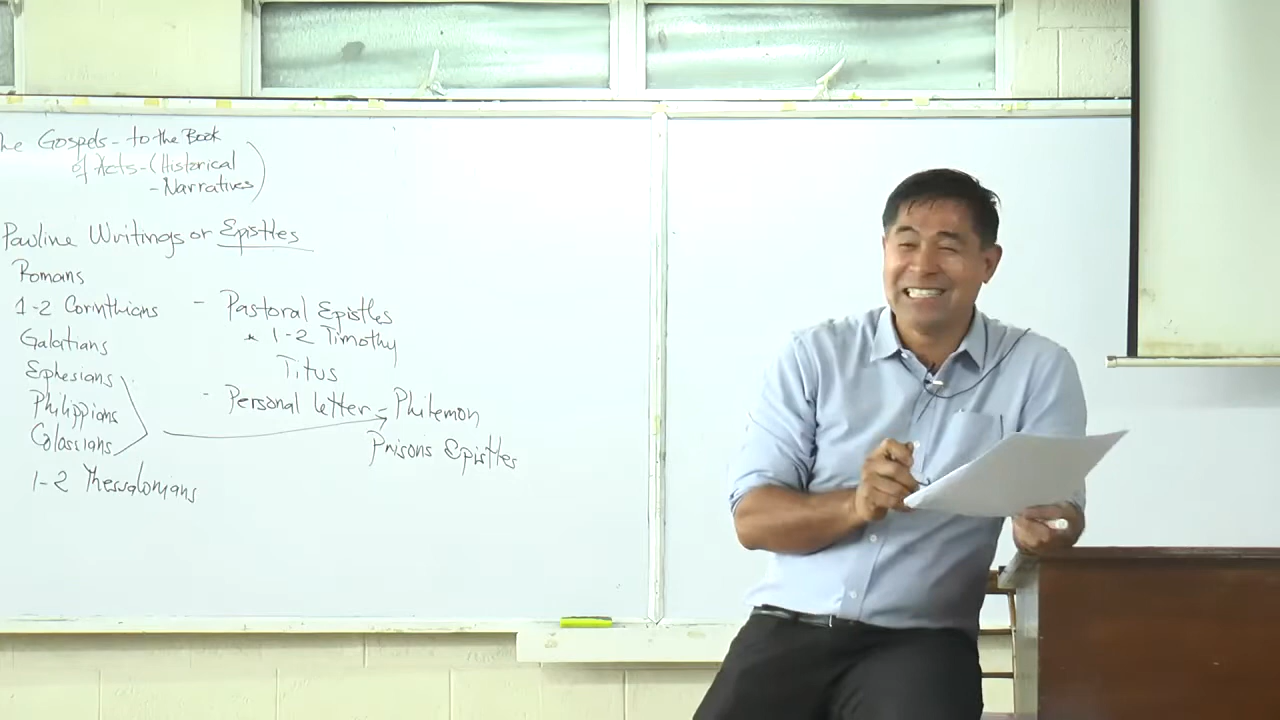 he Gospels - to the Book
of Acts - (Historical
- Narratives)
Pauline Writings or Epistles
Romans
1-2 Corinthians
Galatians
Ephesians
Philippians
Colossians
1-2 Thessalonians
- Pastoral Epistles
* 1-2 Timothy
Titus
- Personal letter - Philemon
Prisons Epistles